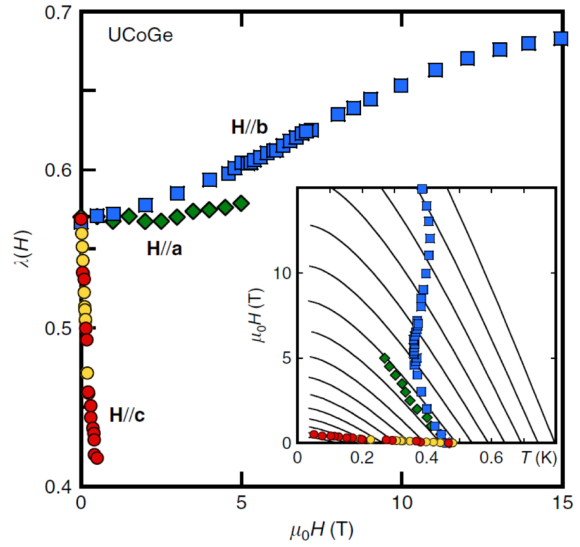 0.7
UCoGe
H//b
0.6
H//a
λ(H)
0.5
H//c
0.4
0
5
10
15
μ₀H (T)
10
5
0
μ₀H (T)
0
0.2
0.4
0.6
T (K)